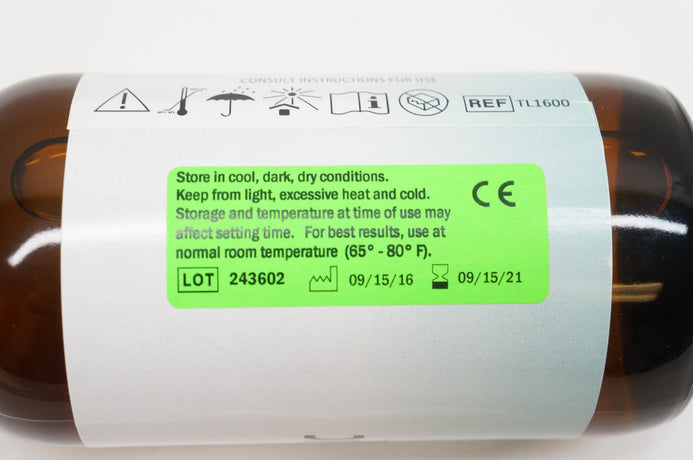 CONSULT INSTRUCTIONS FOR USE
REF TL1600
Store in cool, dark, dry conditions.
Keep from light, excessive heat and cold.
CE
Storage and temperature at time of use may
affect setting time. For best results, use at
normal room temperature (65° - 80° F).
LOT 243602 09/15/16 09/15/21